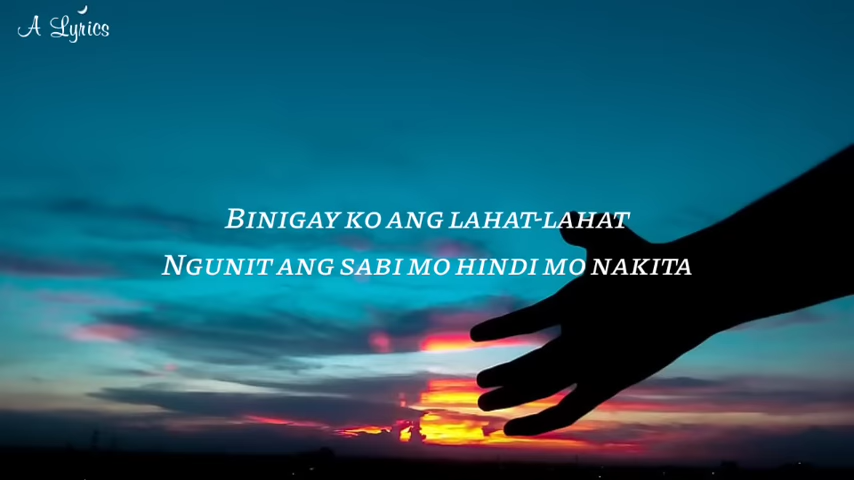 A Lyrics
BINIGAY KO ANG LAHAT-LAHAT
NGUNIT ANG SABI MO HINDI MO NAKITA